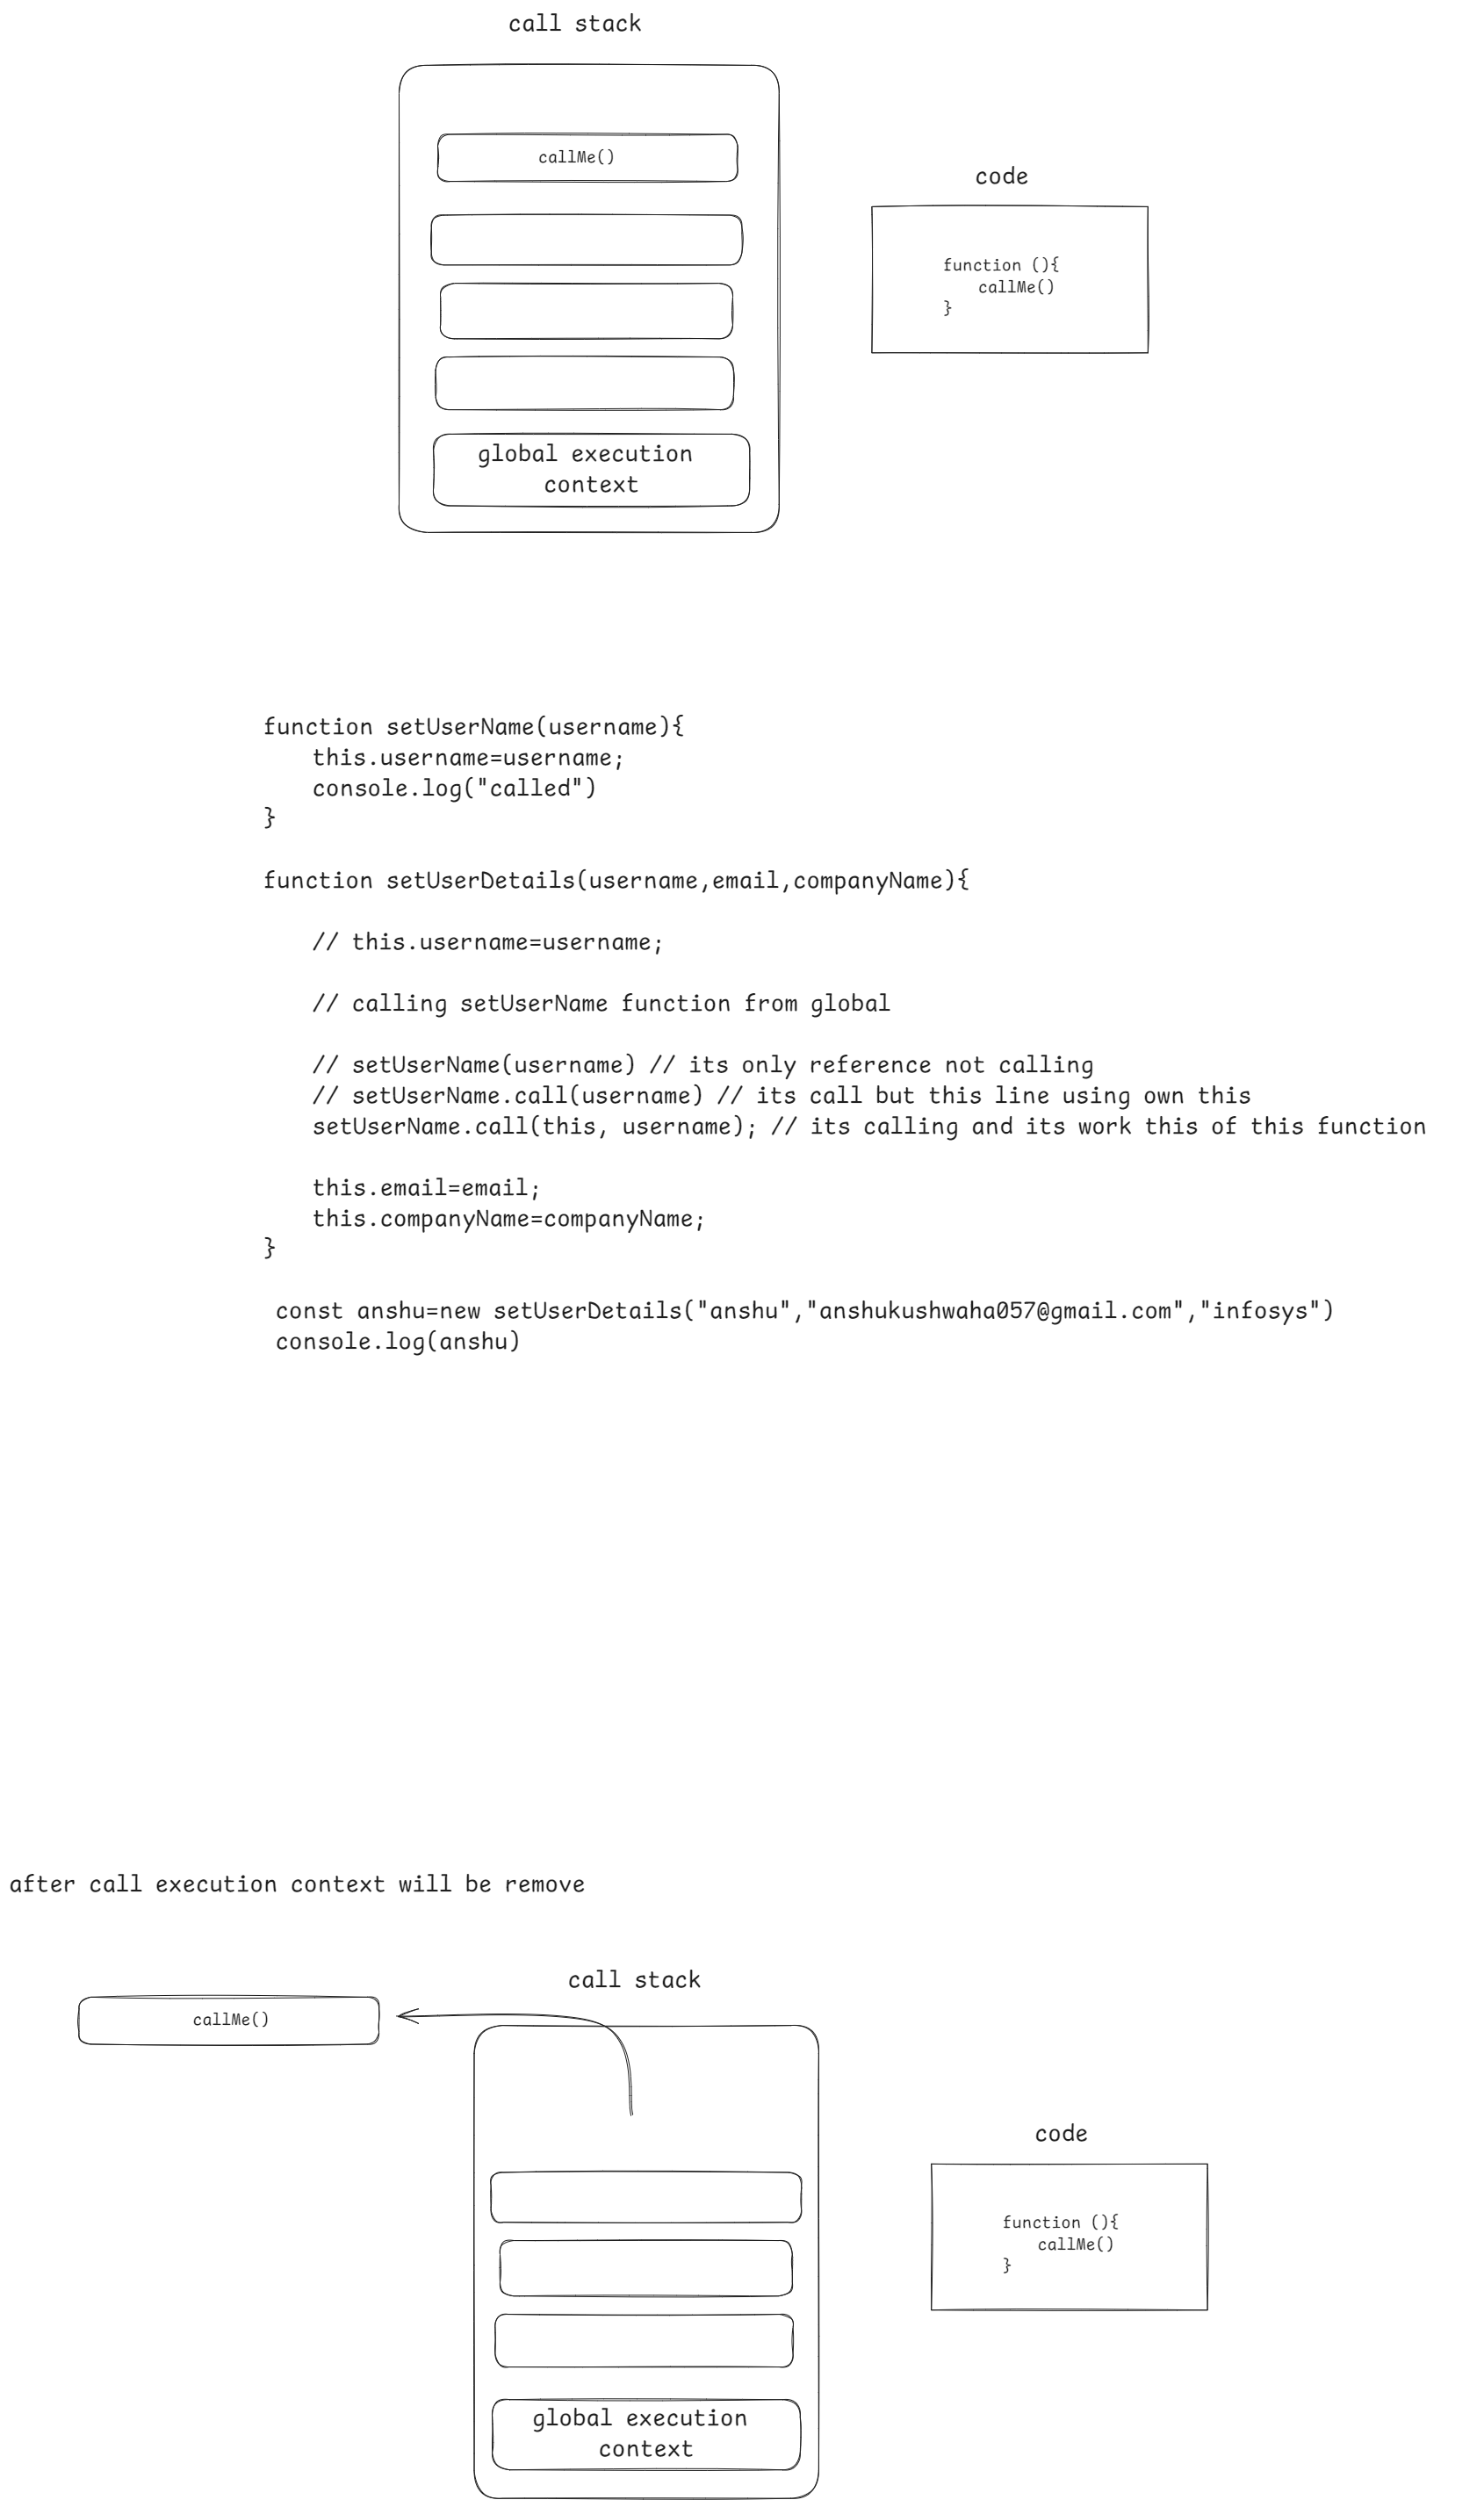 call stack
callMe()
code
function (){
callMe()
}
global execution
context
function setUserName(username){
this.username=username;
console.log("called")
}
function setUserDetails(username,email,companyName){
// this.username=username;
// calling setUserName function from global
// setUserName(username) // its only reference not calling
// setUserName.call(username) // its call but this line using own this
setUserName.call(this, username); // its calling and its work this of this function
this.email=email;
this.companyName=companyName;
}
const anshu=new setUserDetails("anshu","anshukushwaha057@gmail.com","infosys")
console.log(anshu)
after call execution context will be remove
call stack
callMe()
code
function (){
callMe()
}
global execution
context